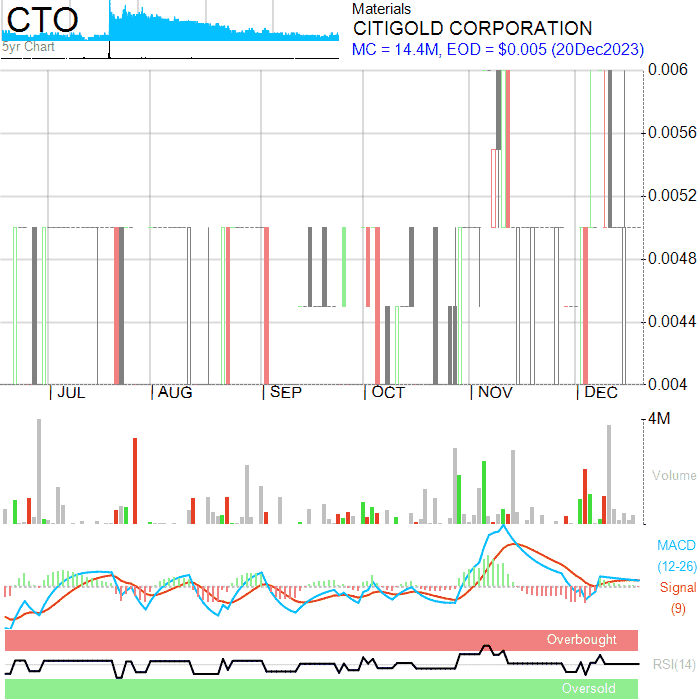 CTO
Materials
CITIGOLD CORPORATION
5yr Chart
MC = 14.4M, EOD = $0.005 (20Dec2023)
0.006
0.0056
0.0052
0.0048
0.0044
0.004
JUL AUG SEP OCT NOV DEC
4M
Volume
MACD
(12-26)
Signal
(9)
Overbought
RSI(14)
Oversold